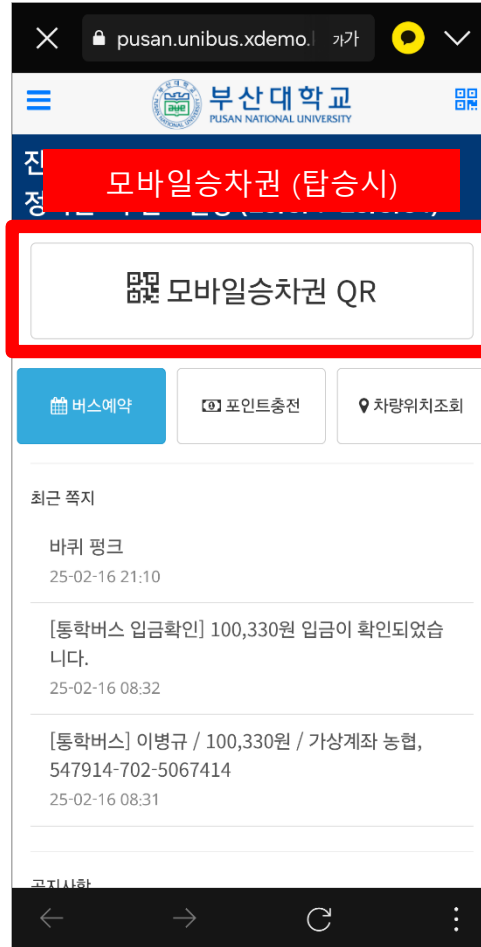 pusan.unibus.xdemo.
가가
부산대학교
PUSAN NATIONAL UNIVERSITY
모바일승차권 (탑승시)
모바일승차권 QR
버스예약
포인트충전
차량위치조회
최근 쪽지
바퀴 펑크
25-02-16 21:10
[통학버스 입금확인] 100,330원 입금이 확인되었습
니다.
25-02-16 08:32
[통학버스] 이병규 / 100,330원 / 가상계좌 농협,
547914-702-5067414
25-02-16 08:31
공지사항